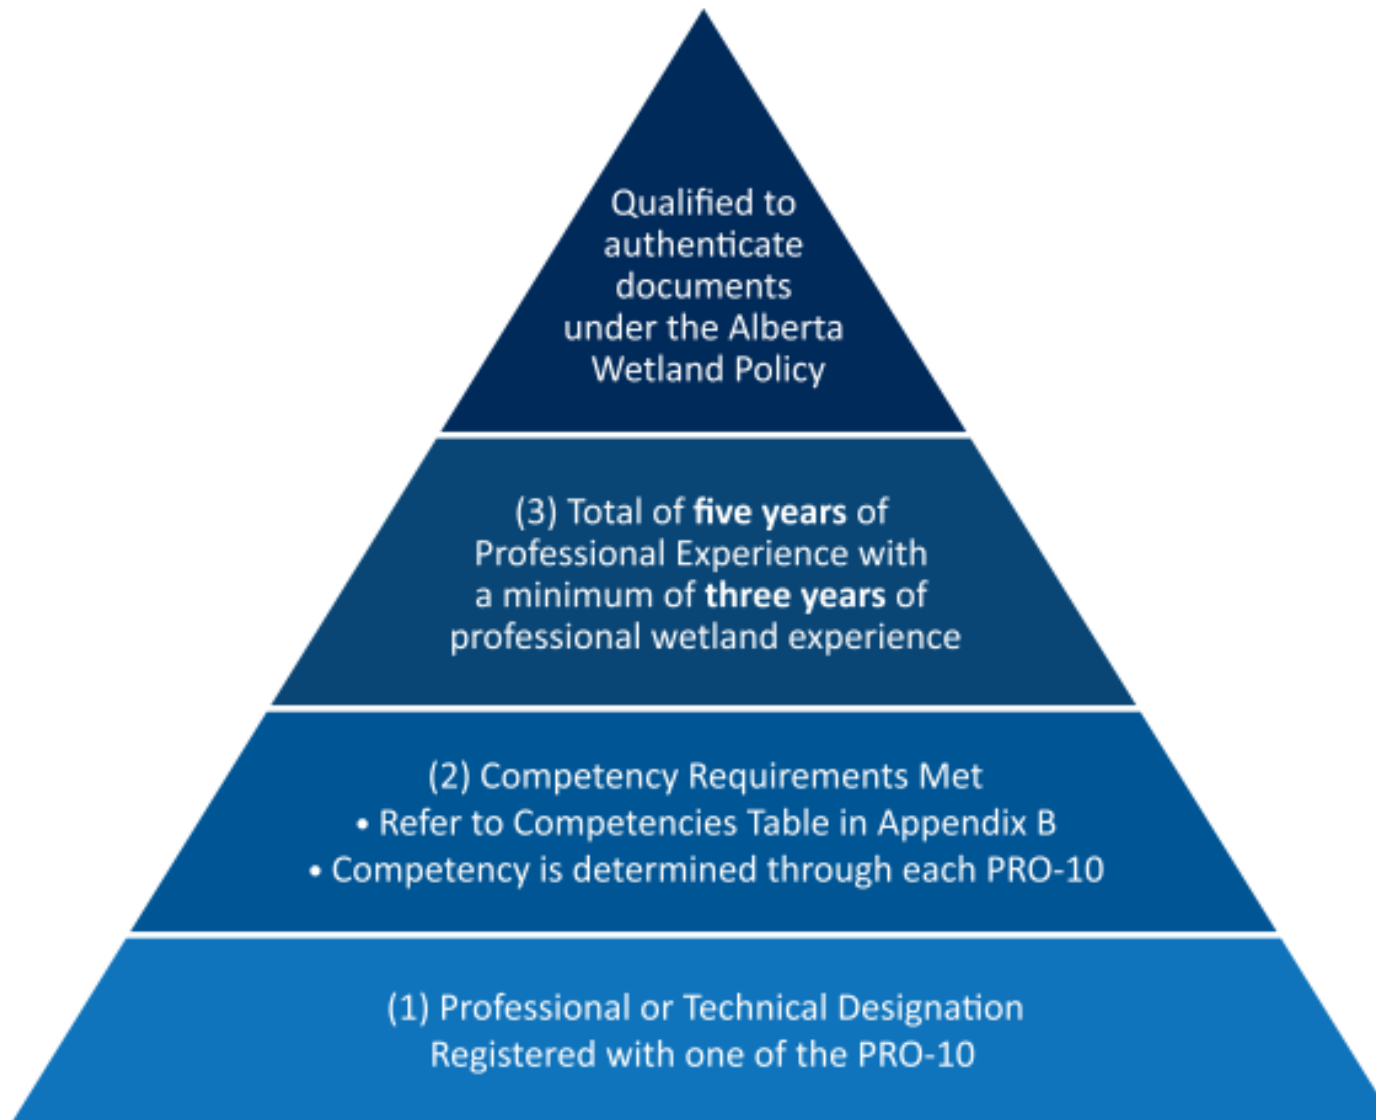 Qualified to
authenticate
documents
under the Alberta
Wetland Policy
(3) Total of five years of
Professional Experience with
a minimum of three years of
professional wetland experience
(2) Competency Requirements Met
• Refer to Competencies Table in Appendix B
• Competency is determined through each PRO-10
(1) Professional or Technical Designation
Registered with one of the PRO-10